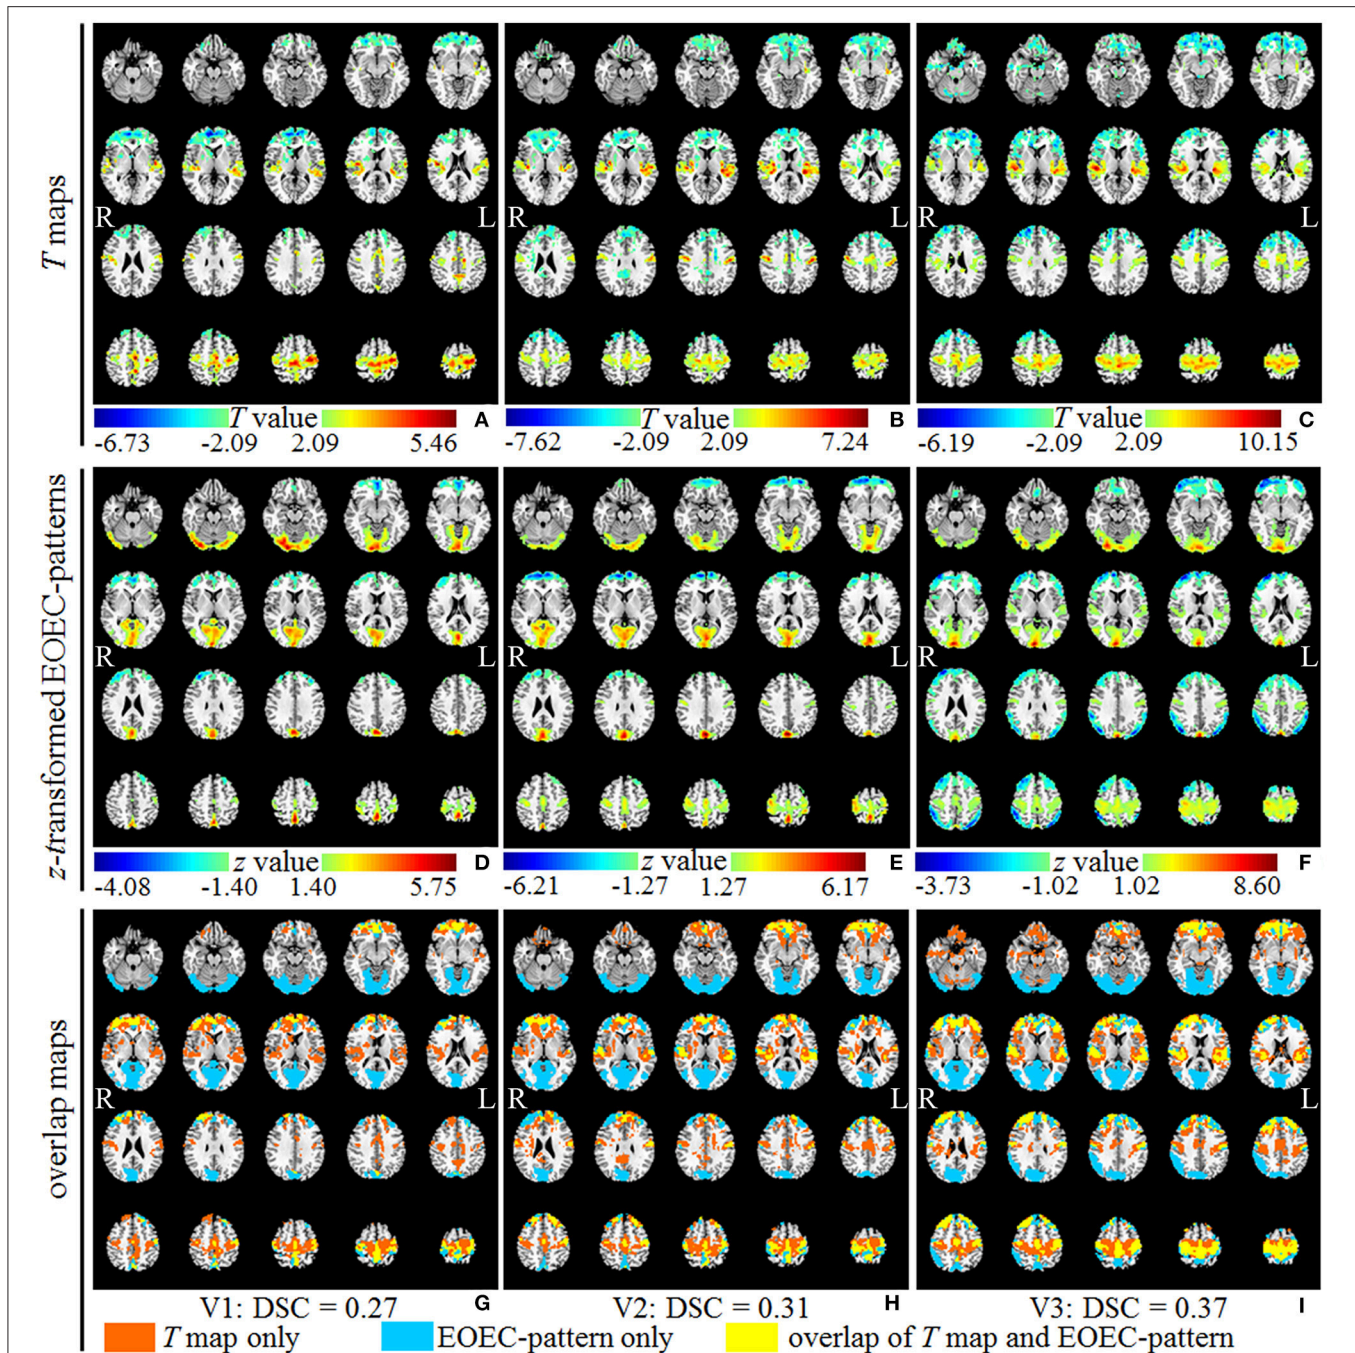 T maps
R
L
R
L
-6.73
-2.09
T value
2.09
5.46
A
-7.62
-2.09
T value
2.09
7.24
B
-6.19
-2.09
T value
2.09
10.15
C
z-transformed EOEC-patterns
R
L
R
L
-4.08
-1.40
z value
1.40
5.75
D
-6.21
-1.27
z value
1.27
6.17
E
-3.73
-1.02
z value
1.02
8.60
F
overlap maps
R
L
R
L
V1: DSC = 0.27
G
V2: DSC = 0.31
H
V3: DSC = 0.37
I
T map only
EOEC-pattern only
overlap of T map and EOEC-pattern